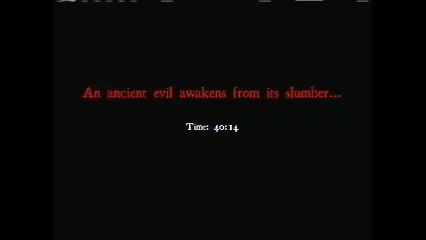 An ancient evil awakens from its slumber...
Time: 40:14